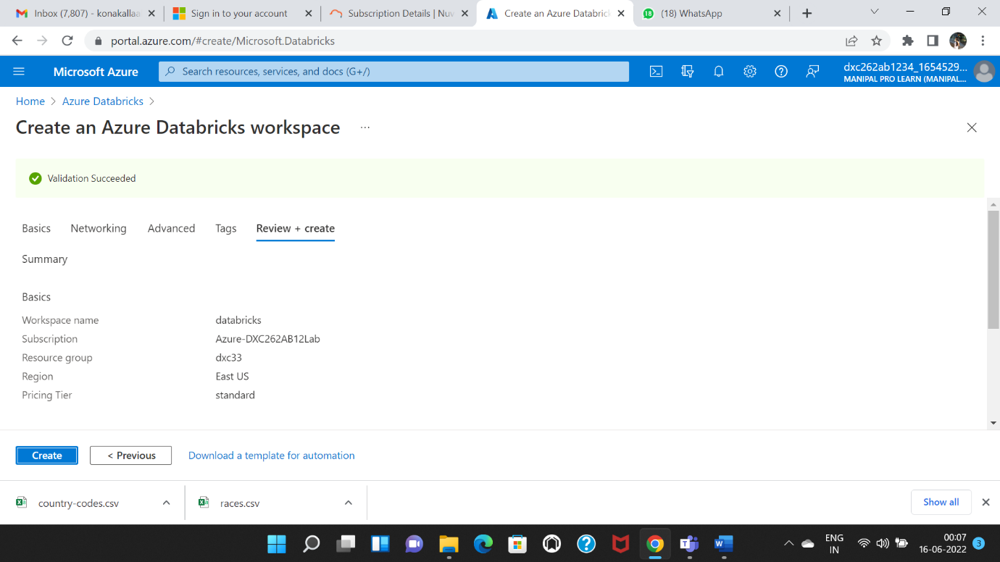 Inbox (7,807) - konakallaa
Sign in to your account
Subscription Details | Nuv
Create an Azure Databric
18
(18) WhatsApp
portal.azure.com/#create/Microsoft.Databricks
Microsoft Azure
Search resources, services, and docs (G+/)
dxc262ab1234_1654529...
MANIPAL PRO LEARN (MANIPAL...
Home > Azure Databricks >
Create an Azure Databricks workspace ...
Validation Succeeded
Basics Networking Advanced Tags Review + create
Summary
Basics
Workspace name databricks
Subscription Azure-DXC262AB12Lab
Resource group dxc33
Region East US
Pricing Tier standard
Create < Previous Download a template for automation
country-codes.csv races.csv Show all
ENG
IN
00:07
16-06-2022
3